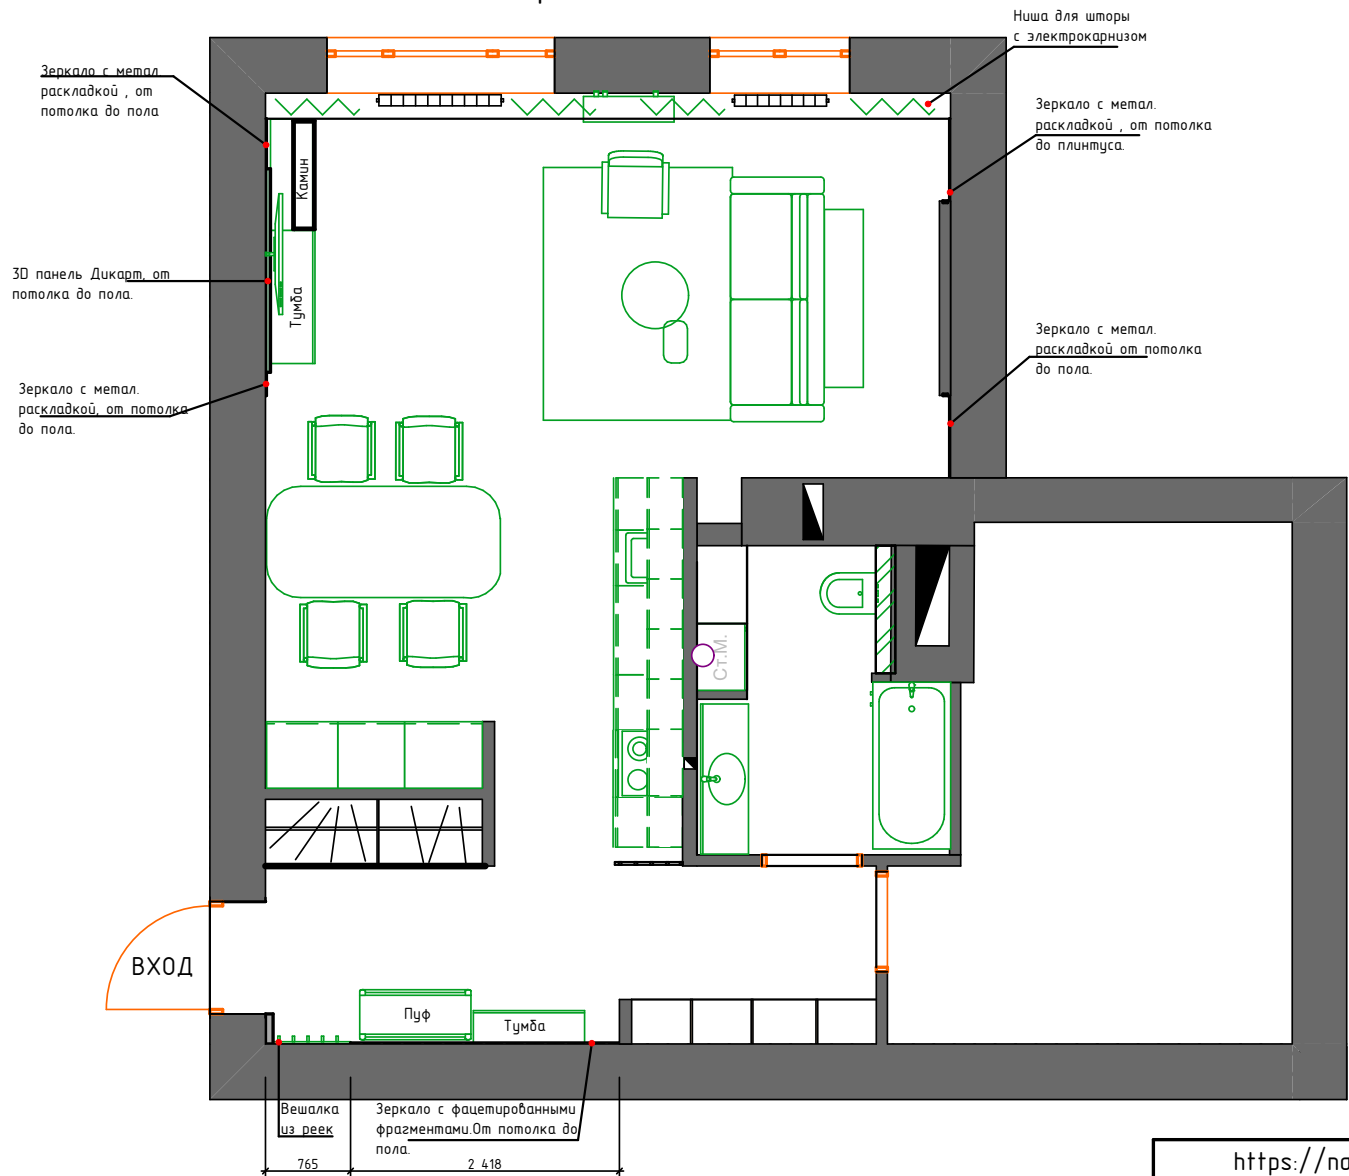 Ниша для шторы
с электрокарнизом
Зеркало с метал
раскладкой , от
потолка до пола
Зеркало с метал.
раскладкой , от потолка
до плинтуса.
Камин
3D панель Дикарт, от
потолка до пола.
Тумба
Зеркало с метал.
раскладкой от потолка
до пола.
Зеркало с метал.
раскладкой, от потолка
до пола.
Ст.М.
ВХОД
Пуф
Тумба
Вешалка
из реек
Зеркало с фацетированными
фрагментами.От потолка до
пола.
765
2 418
https://na